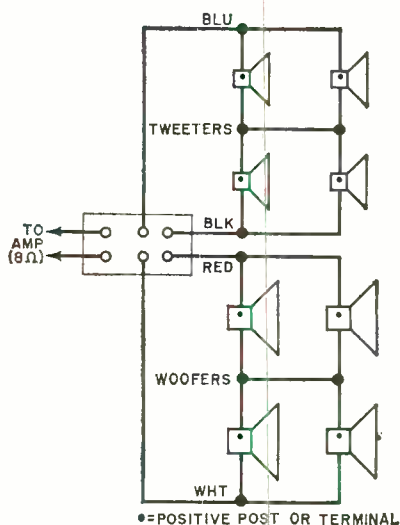 BLU
TWEETERS
BLK
TO
AMP
(8Ω)
RED
WOOFERS
WHT
●=POSITIVE POST OR TERMINAL